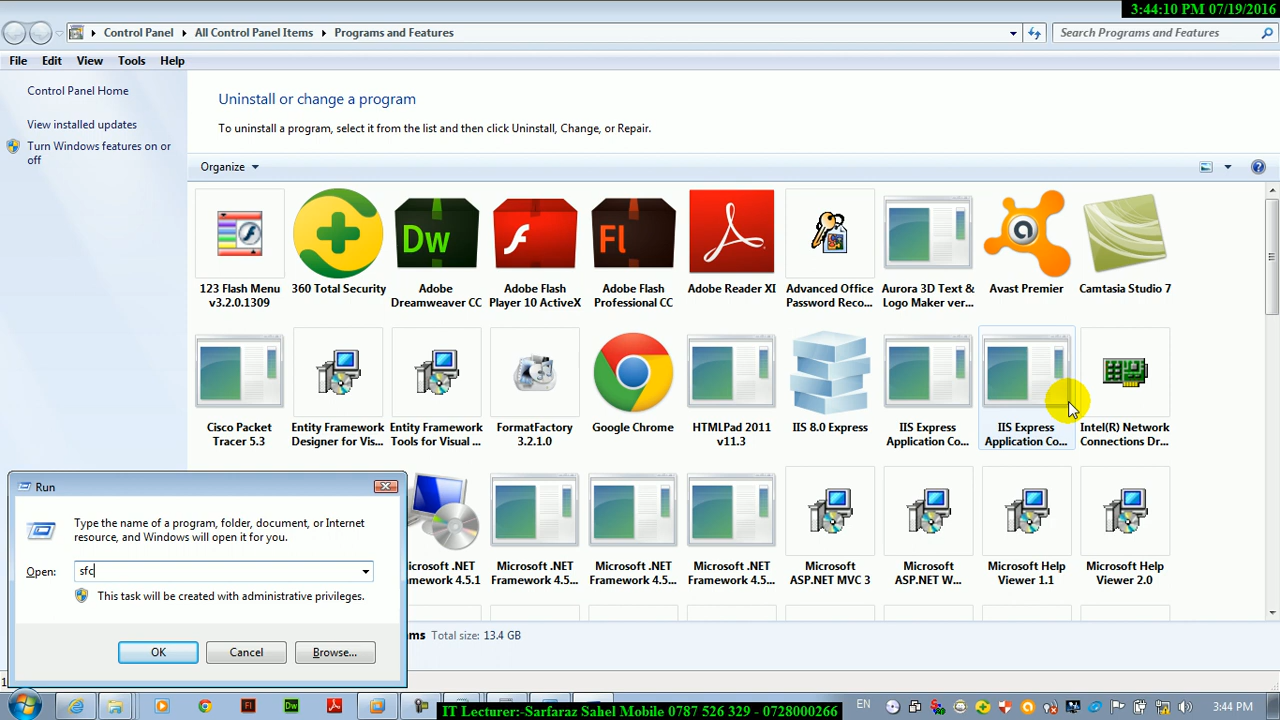 3:44:10 PM 07/19/2016
Control Panel
All Control Panel Items
Programs and Features
Search Programs and Features
File Edit View Tools Help
Control Panel Home
View installed updates
Turn Windows features on or
off
Uninstall or change a program
To uninstall a program, select it from the list and then click Uninstall, Change, or Repair.
Organize
123 Flash Menu
v3.2.0.1309
360 Total Security
Dw
Adobe
Dreamweaver CC
Adobe Flash
Player 10 ActiveX
Fl
Adobe Flash
Professional CC
Adobe Reader XI
Advanced Office
Password Reco...
Aurora 3D Text &
Logo Maker ver...
Avast Premier
Camtasia Studio 7
Cisco Packet
Tracer 5.3
Entity Framework
Designer for Vis...
Entity Framework
Tools for Visual ...
FormatFactory
3.2.1.0
Google Chrome
HTMLPad 2011
v11.3
IIS 8.0 Express
IIS Express
Application Co...
IIS Express
Application Co...
Intel(R) Network
Connections Dr...
icrosoft .NET
amework 4.5.1
Microsoft .NET
Framework 4.5...
Microsoft .NET
Framework 4.5...
Microsoft .NET
Framework 4.5...
Microsoft
ASP.NET MVC 3
Microsoft
ASP.NET W...
Microsoft Help
Viewer 1.1
Microsoft Help
Viewer 2.0
ms Total size: 13.4 GB
Run
Type the name of a program, folder, document, or Internet
resource, and Windows will open it for you.
Open: sfc
This task will be created with administrative privileges.
OK Cancel Browse...
Fl Dw
EN
3:44 PM
IT Lecturer:-Sarfaraz Sahel Mobile 0787 526 329 - 0728000266